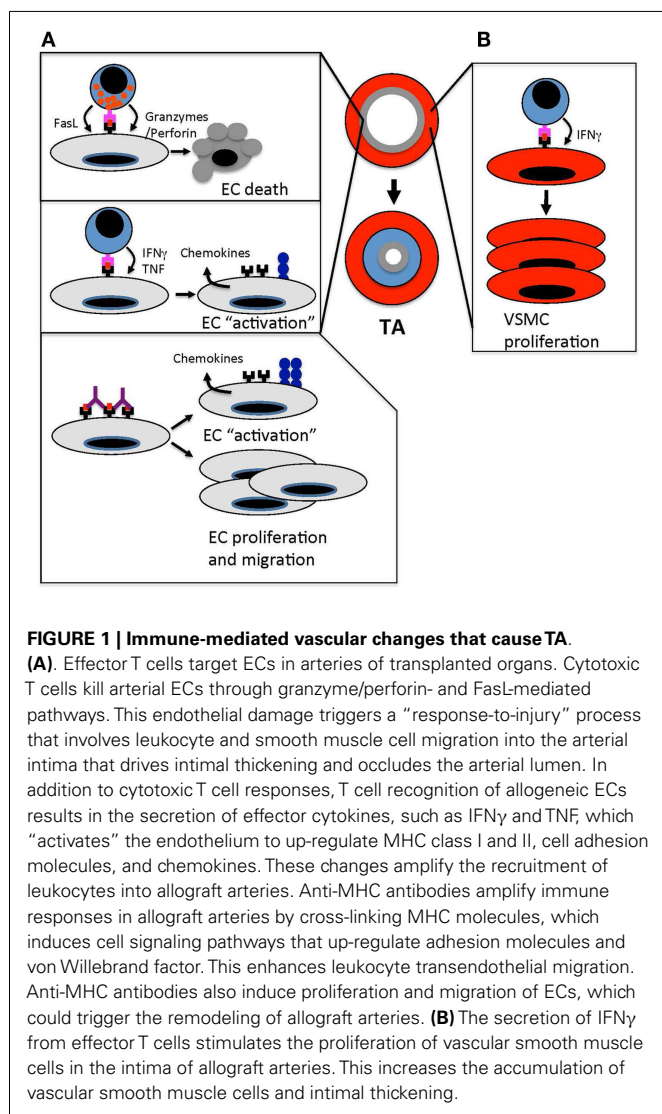 A
B
FasL
Granzymes
/Perforin
EC death
IFNγ
IFNγ
TNF
Chemokines
EC “activation”
TA
VSMC
proliferation
Chemokines
EC “activation”
EC proliferation
and migration
FIGURE 1 | Immune-mediated vascular changes that cause TA.
(A). Effector T cells target ECs in arteries of transplanted organs. Cytotoxic
T cells kill arterial ECs through granzyme/perforin- and FasL-mediated
pathways. This endothelial damage triggers a “response-to-injury” process
that involves leukocyte and smooth muscle cell migration into the arterial
intima that drives intimal thickening and occludes the arterial lumen. In
addition to cytotoxic T cell responses, T cell recognition of allogeneic ECs
results in the secretion of effector cytokines, such as IFNγ and TNF, which
“activates” the endothelium to up-regulate MHC class I and II, cell adhesion
molecules, and chemokines. These changes amplify the recruitment of
leukocytes into allograft arteries. Anti-MHC antibodies amplify immune
responses in allograft arteries by cross-linking MHC molecules, which
induces cell signaling pathways that up-regulate adhesion molecules and
von Willebrand factor. This enhances leukocyte transendothelial migration.
Anti-MHC antibodies also induce proliferation and migration of ECs, which
could trigger the remodeling of allograft arteries. (B) The secretion of IFNγ
from effector T cells stimulates the proliferation of vascular smooth muscle
cells in the intima of allograft arteries. This increases the accumulation of
vascular smooth muscle cells and intimal thickening.